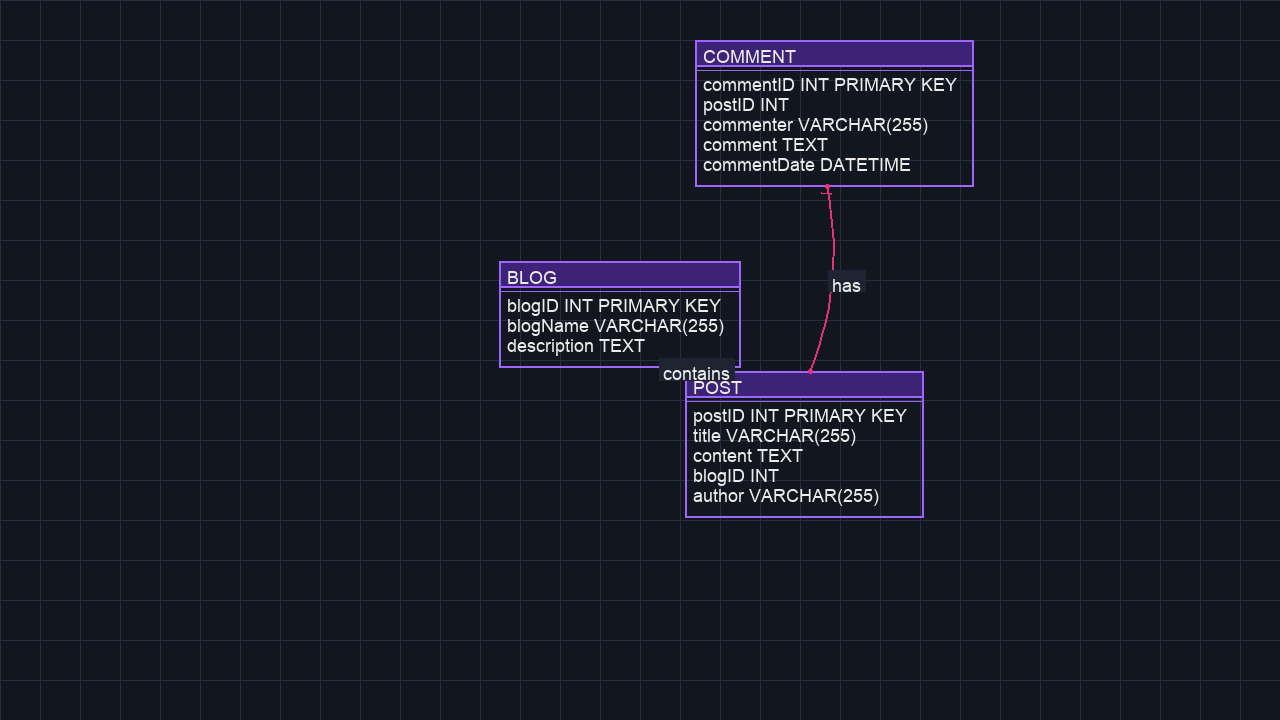 COMMENT
commentID INT PRIMARY KEY
postID INT
commenter VARCHAR(255)
comment TEXT
commentDate DATETIME
has
BLOG
blogID INT PRIMARY KEY
blogName VARCHAR(255)
description TEXT
contains
POST
postID INT PRIMARY KEY
title VARCHAR(255)
content TEXT
blogID INT
author VARCHAR(255)